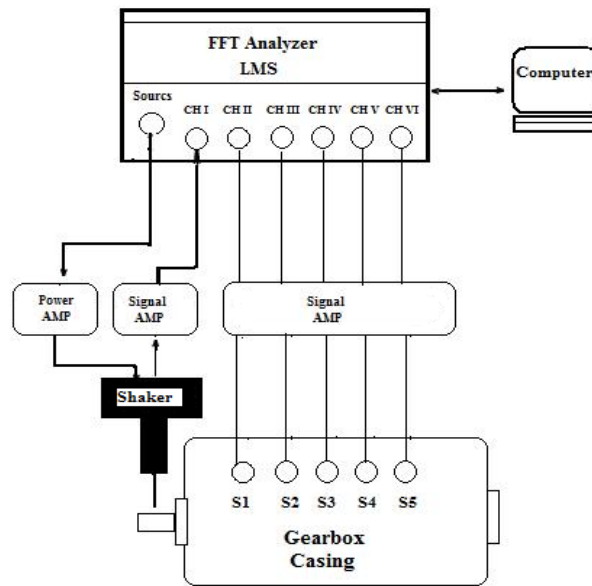 FFT Analyzer
LMS
Computer
Sourcs
CH I
CH II
CH III
CH IV
CH V
CH VI
Power
AMP
Signal
AMP
Signal
AMP
Shaker
S1
S2
S3
S4
S5
Gearbox
Casing